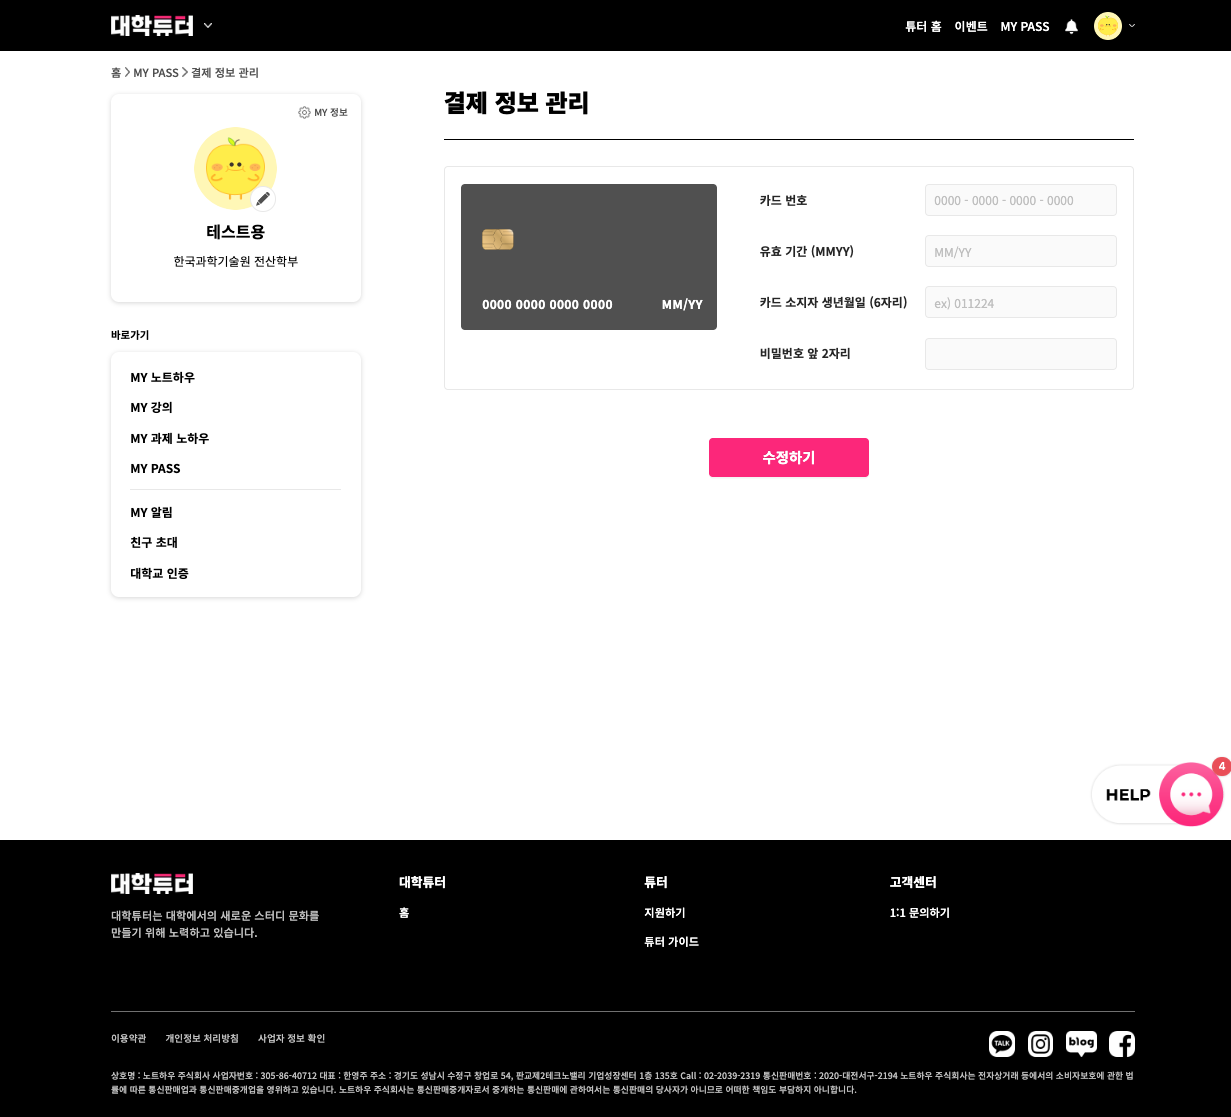 대학튜터
튜터 홈 이벤트 MY PASS
홈 > MY PASS > 결제 정보 관리
MY 정보
테스트용
한국과학기술원 전산학부
바로가기
MY 노트하우
MY 강의
MY 과제 노하우
MY PASS
MY 알림
친구 초대
대학교 인증
결제 정보 관리
0000 0000 0000 0000 MM/YY
카드 번호 0000 - 0000 - 0000 - 0000
유효 기간 (MMYY) MM/YY
카드 소지자 생년월일 (6자리) ex) 011224
비밀번호 앞 2자리
수정하기
HELP
4
대학튜터
대학튜터는 대학에서의 새로운 스터디 문화를
만들기 위해 노력하고 있습니다.
대학튜터
홈
튜터
지원하기
튜터 가이드
고객센터
1:1 문의하기
이용약관 개인정보 처리방침 사업자 정보 확인
TALK
blog
상호명 : 노트하우 주식회사 사업자번호 : 305-86-40712 대표 : 한영주 주소 : 경기도 성남시 수정구 창업로 54, 판교제2테크노밸리 기업성장센터 1층 135호 Call : 02-2039-2319 통신판매번호 : 2020-대전서구-2194 노트하우 주식회사는 전자상거래 등에서의 소비자보호에 관한 법
률에 따른 통신판매업과 통신판매중개업을 영위하고 있습니다. 노트하우 주식회사는 통신판매중개자로서 중개하는 통신판매에 관하여서는 통신판매의 당사자가 아니므로 어떠한 책임도 부담하지 아니합니다.